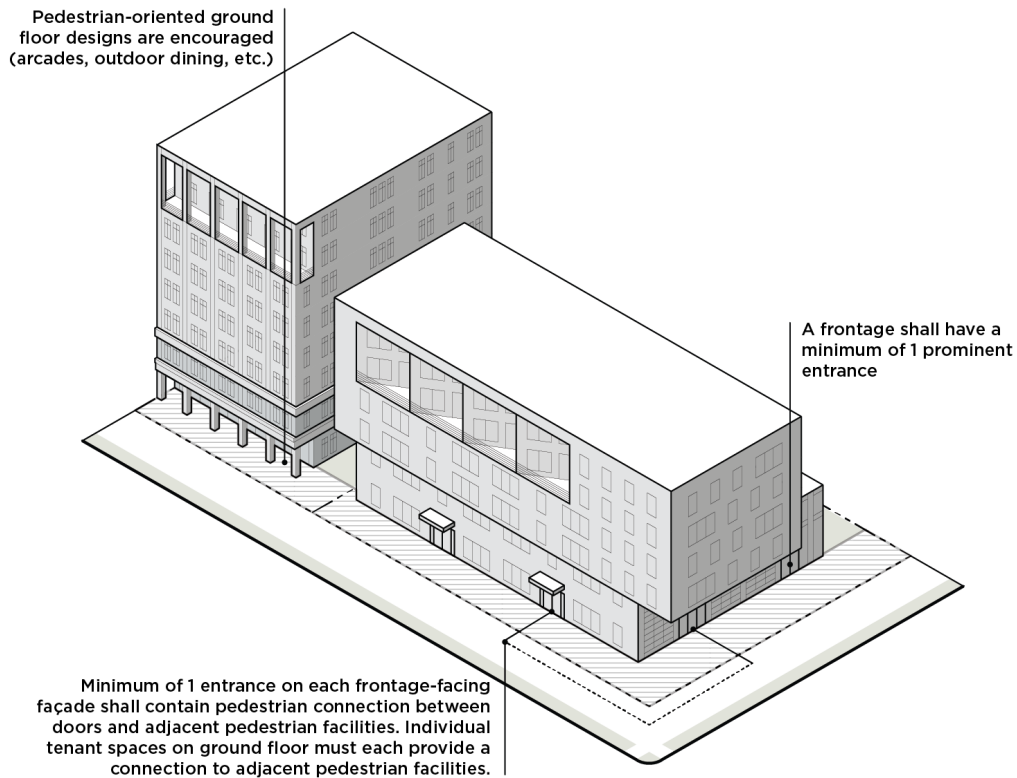 Pedestrian-oriented ground
floor designs are encouraged
(arcades, outdoor dining, etc.)
A frontage shall have a
minimum of 1 prominent
entrance
Minimum of 1 entrance on each frontage-facing
façade shall contain pedestrian connection between
doors and adjacent pedestrian facilities. Individual
tenant spaces on ground floor must each provide a
connection to adjacent pedestrian facilities.